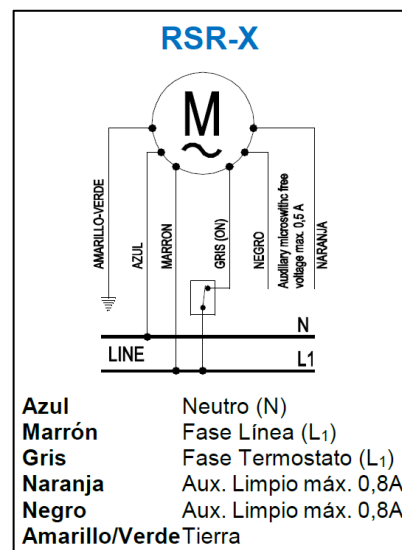 RSR-X
M
AMARILLO-VERDE
AZUL
MARRON
GRIS (ON)
NEGRO
Auxiliary microswithc free
voltage max. 0,5 A
NARANJA
N
LINE
L1
Azul Neutro (N)
Marrón Fase Línea (L₁)
Gris Fase Termostato (L₁)
Naranja Aux. Limpio máx. 0,8A
Negro Aux. Limpio máx. 0,8A
Amarillo/Verde Tierra